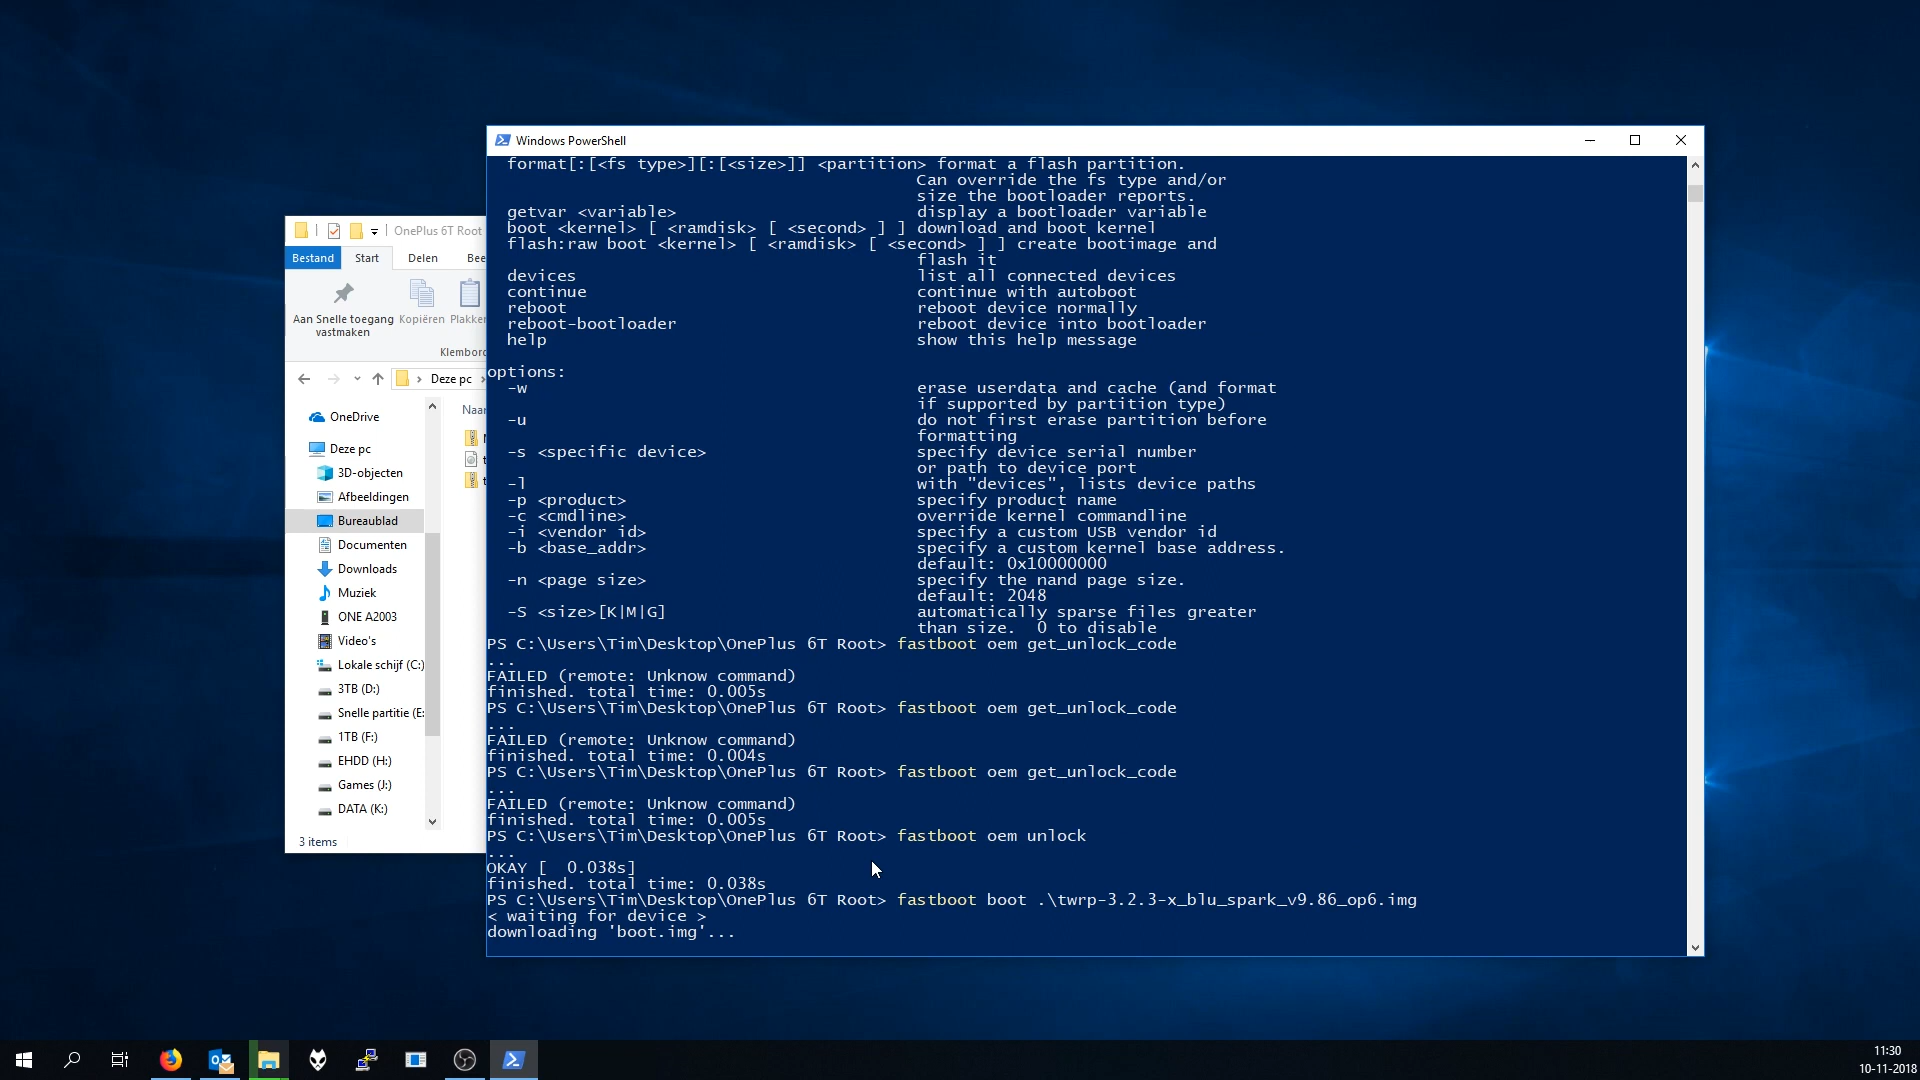 OnePlus 6T Root
Bestand Start Delen Bee
Aan Snelle toegang
vastmaken
Kopiëren
Plakken
Klembord
Deze pc
Naam
OneDrive
Deze pc
3D-objecten
Afbeeldingen
Bureaublad
Documenten
Downloads
Muziek
ONE A2003
Video's
Lokale schijf (C:)
3TB (D:)
Snelle partitie (E:
1TB (F:)
EHDD (H:)
Games (J:)
DATA (K:)
3 items
Windows PowerShell
format[:[<fs type>][:[<size>]] <partition> format a flash partition.
Can override the fs type and/or
size the bootloader reports.
getvar <variable> display a bootloader variable
boot <kernel> [ <ramdisk> [ <second> ] ] download and boot kernel
flash:raw boot <kernel> [ <ramdisk> [ <second> ] ] create bootimage and
flash it
devices list all connected devices
continue continue with autoboot
reboot reboot device normally
reboot-bootloader reboot device into bootloader
help show this help message
options:
-w erase userdata and cache (and format
if supported by partition type)
-u do not first erase partition before
formatting
-s <specific device> specify device serial number
or path to device port
-l with "devices", lists device paths
-p <product> specify product name
-c <cmdline> override kernel commandline
-i <vendor id> specify a custom USB vendor id
-b <base_addr> specify a custom kernel base address.
default: 0x10000000
-n <page size> specify the nand page size.
default: 2048
-S <size>[K|M|G] automatically sparse files greater
than size.  0 to disable
PS C:\Users\Tim\Desktop\OnePlus 6T Root> fastboot oem get_unlock_code
...
FAILED (remote: Unknow command)
finished. total time: 0.005s
PS C:\Users\Tim\Desktop\OnePlus 6T Root> fastboot oem get_unlock_code
...
FAILED (remote: Unknow command)
finished. total time: 0.004s
PS C:\Users\Tim\Desktop\OnePlus 6T Root> fastboot oem get_unlock_code
...
FAILED (remote: Unknow command)
finished. total time: 0.005s
PS C:\Users\Tim\Desktop\OnePlus 6T Root> fastboot oem unlock
...
OKAY [  0.038s]
finished. total time: 0.038s
PS C:\Users\Tim\Desktop\OnePlus 6T Root> fastboot boot .\twrp-3.2.3-x_blu_spark_v9.86_op6.img
< waiting for device >
downloading 'boot.img'...
11:30
10-11-2018